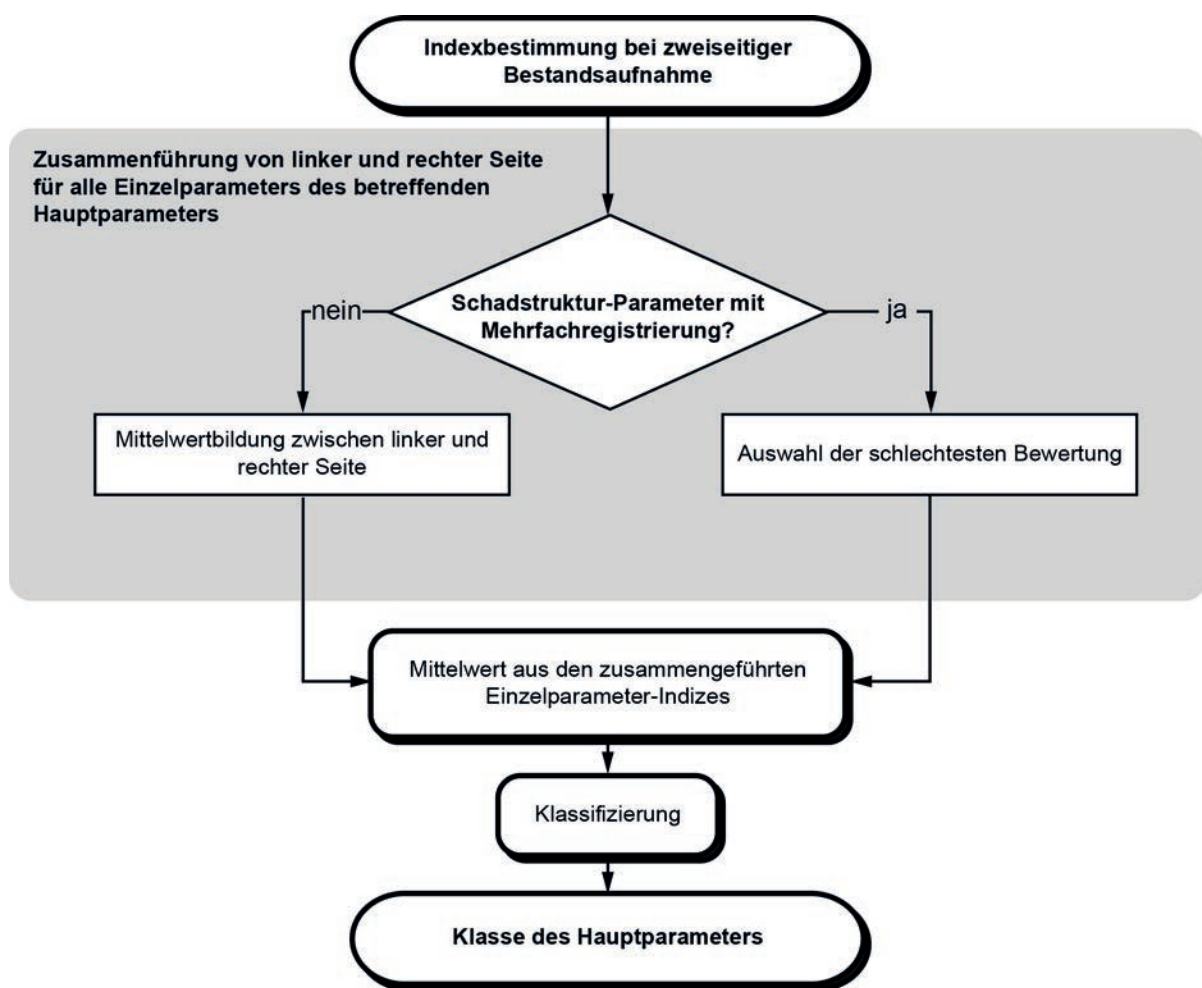 Indexbestimmung bei zweiseitiger
Bestandsaufnahme
Zusammenführung von linker und rechter Seite
für alle Einzelparameters des betreffenden
Hauptparameters
Schadstruktur-Parameter mit
Mehrfachregistrierung?
nein
ja
Mittelwertbildung zwischen linker und
rechter Seite
Auswahl der schlechtesten Bewertung
Mittelwert aus den zusammengeführten
Einzelparameter-Indizes
Klassifizierung
Klasse des Hauptparameters